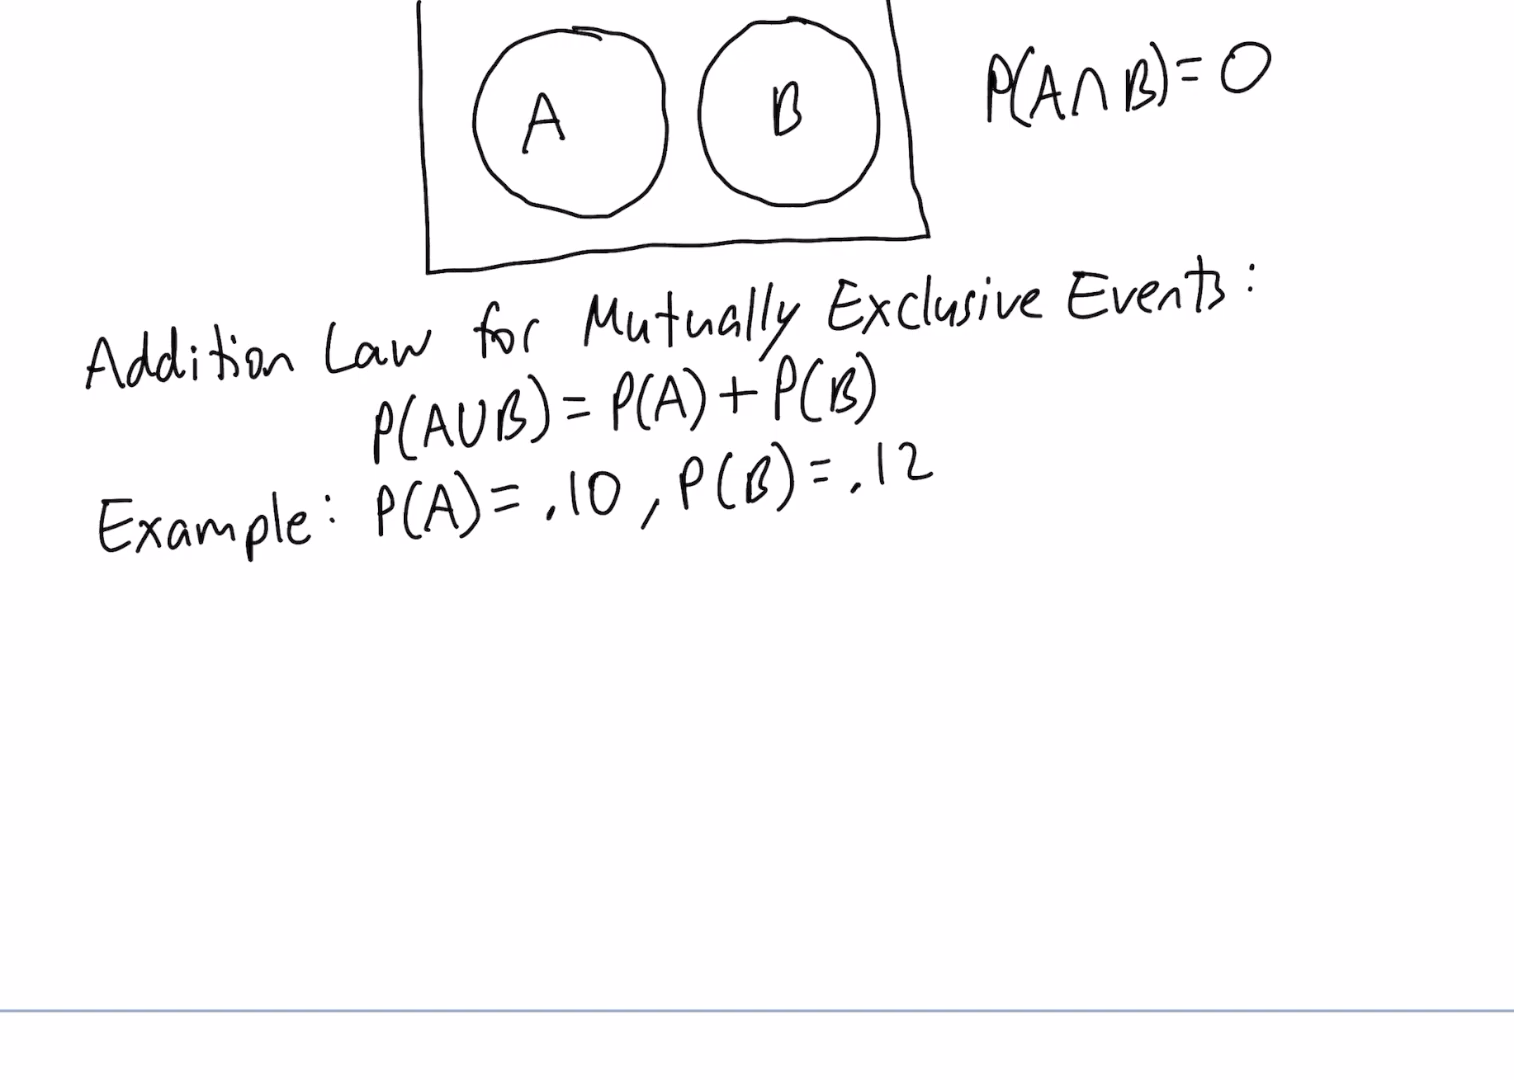 A B P(A∩B)=0
Addition Law for Mutually Exclusive Events:
P(A∪B)=P(A)+P(B)
Example: P(A)=.10, P(B)=.12